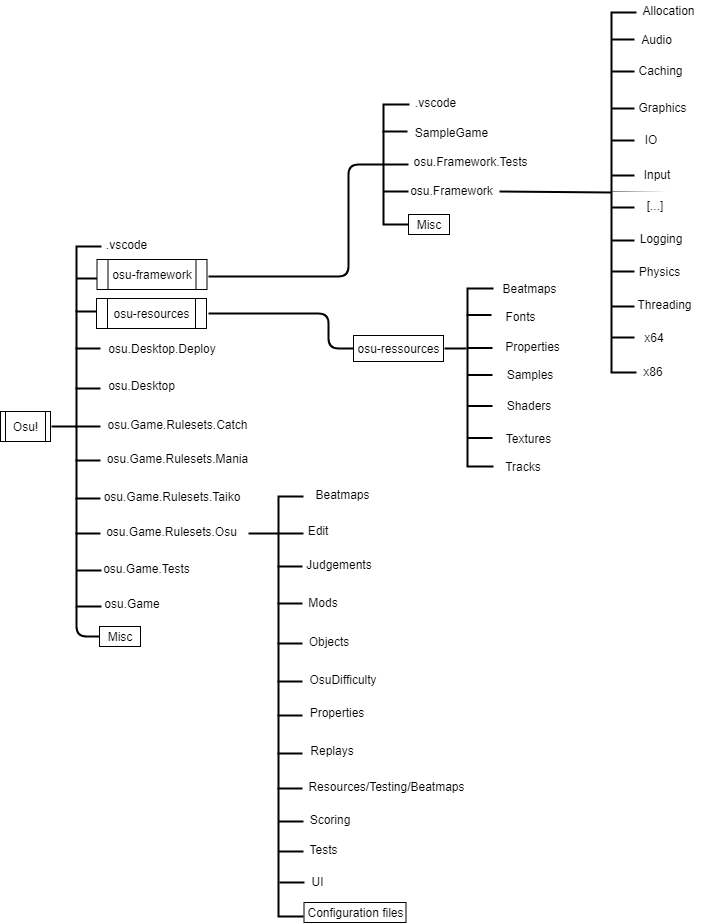 Osu!
.vscode
osu-framework
osu-resources
osu.Desktop.Deploy
osu.Desktop
osu.Game.Rulesets.Catch
osu.Game.Rulesets.Mania
osu.Game.Rulesets.Taiko
osu.Game.Rulesets.Osu
osu.Game.Tests
osu.Game
Misc
.vscode
SampleGame
osu.Framework.Tests
osu.Framework
Misc
Allocation
Audio
Caching
Graphics
IO
Input
[...]
Logging
Physics
Threading
x64
x86
osu-ressources
Beatmaps
Fonts
Properties
Samples
Shaders
Textures
Tracks
Beatmaps
Edit
Judgements
Mods
Objects
OsuDifficulty
Properties
Replays
Resources/Testing/Beatmaps
Scoring
Tests
UI
Configuration files